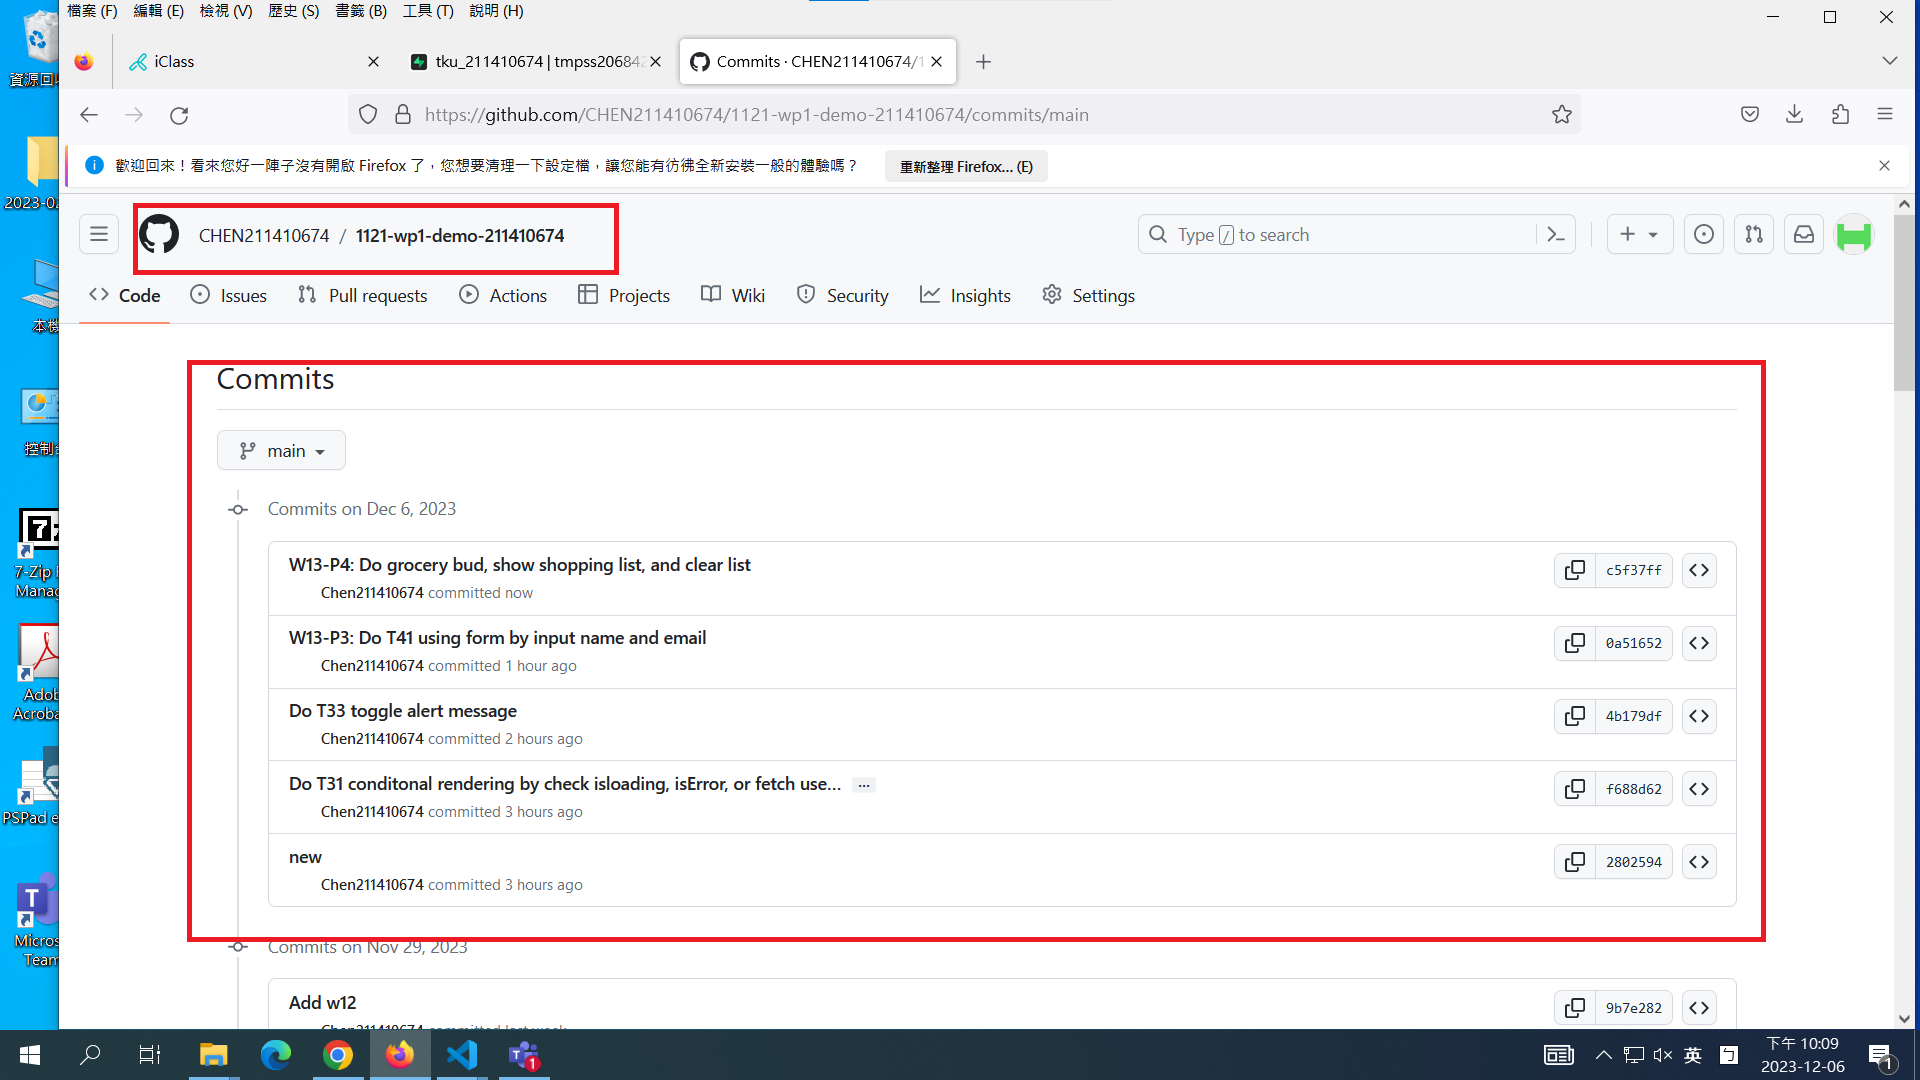 檔案 (F) 編輯 (E) 檢視 (V) 歷史 (S) 書籤 (B) 工具 (T) 說明 (H)
iClass
tku_211410674 | tmpss20684
Commits · CHEN211410674/1
https://github.com/CHEN211410674/1121-wp1-demo-211410674/commits/main
歡迎回來！看來您好一陣子沒有開啟 Firefox 了，您想要清理一下設定檔，讓您能有彷彿全新安裝一般的體驗嗎？ 重新整理 Firefox... (E)
CHEN211410674 / 1121-wp1-demo-211410674
Type / to search
Code Issues Pull requests Actions Projects Wiki Security Insights Settings
Commits
main
Commits on Dec 6, 2023
W13-P4: Do grocery bud, show shopping list, and clear list
Chen211410674 committed now
c5f37ff
W13-P3: Do T41 using form by input name and email
Chen211410674 committed 1 hour ago
0a51652
Do T33 toggle alert message
Chen211410674 committed 2 hours ago
4b179df
Do T31 conditonal rendering by check isloading, isError, or fetch use... ...
Chen211410674 committed 3 hours ago
f688d62
new
Chen211410674 committed 3 hours ago
2802594
Commits on Nov 29, 2023
Add w12
Chen211410674 committed last week
9b7e282
資源回
2023-02
本機
控制
7-Zip F
Manag
Adob
Acroba
PSPad e
Micros
Team
英
下午 10:09
2023-12-06
1
1